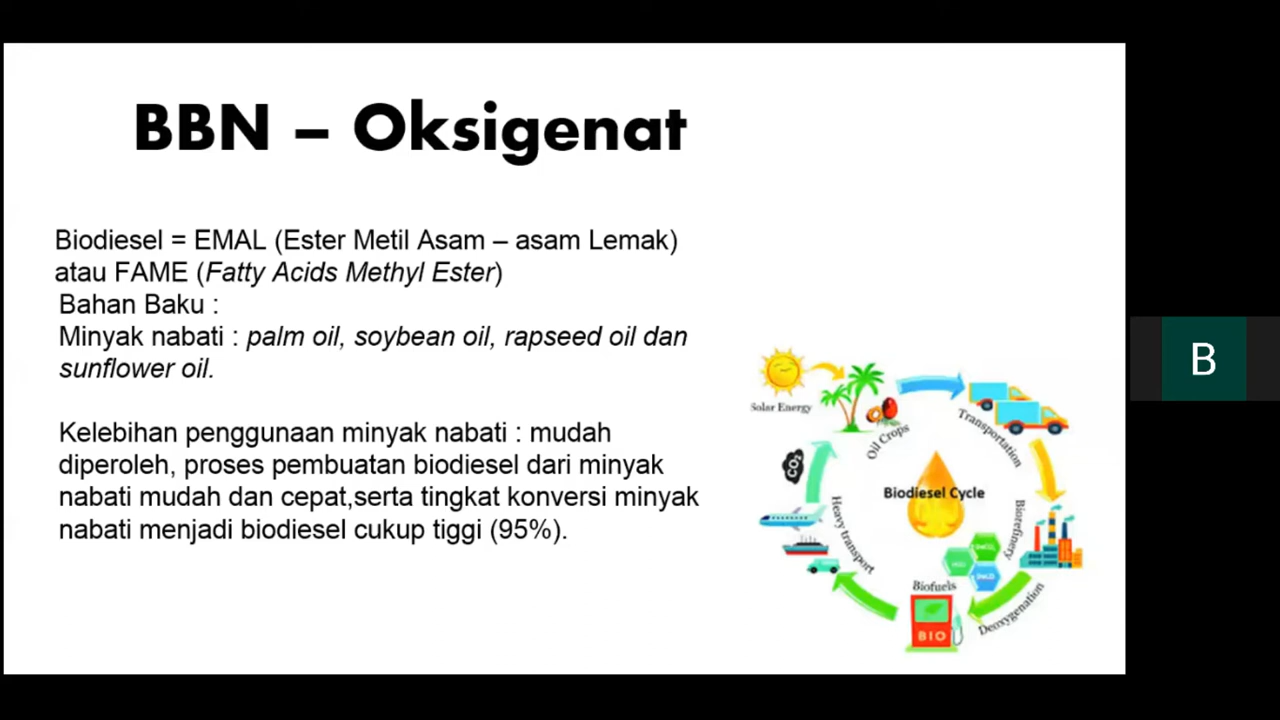 BBN – Oksigenat
Biodiesel = EMAL (Ester Metil Asam – asam Lemak)
atau FAME (Fatty Acids Methyl Ester)
Bahan Baku :
Minyak nabati : palm oil, soybean oil, rapseed oil dan
sunflower oil.
Kelebihan penggunaan minyak nabati : mudah
diperoleh, proses pembuatan biodiesel dari minyak
nabati mudah dan cepat,serta tingkat konversi minyak
nabati menjadi biodiesel cukup tiggi (95%).
Solar Energy
Oil Crops
Transportation
Biorefinery
Deoxygenation
Biofuels
BIO
Heavy transport
CO2
Biodiesel Cycle
B